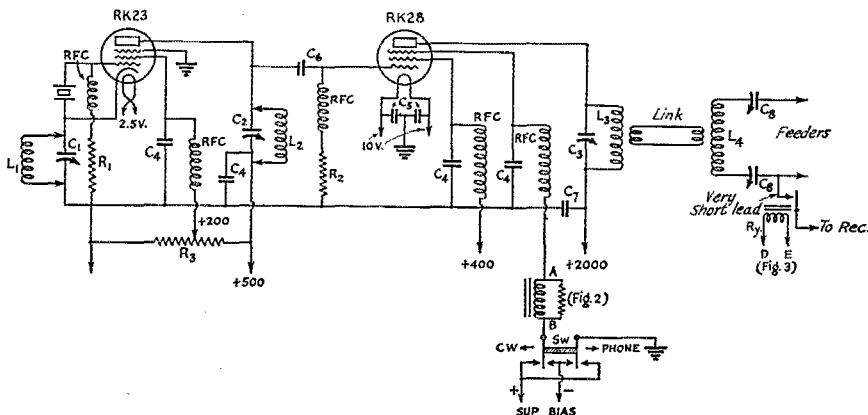 RK23
RK28
RFC
2.5V.
L1
C1
R1
C4
RFC
+200
R3
C2
L2
C4
+500
C6
RFC
R2
C5
10V.
C4
RFC
+400
C4
RFC
C7
C3
L3
+2000
Link
L4
C8
Feeders
C8
Very
Short lead
Ry
D E
(Fig. 3)
To Rec.
A
(Fig. 2)
B
CW
Sw
PHONE
+
-
SUP BIAS